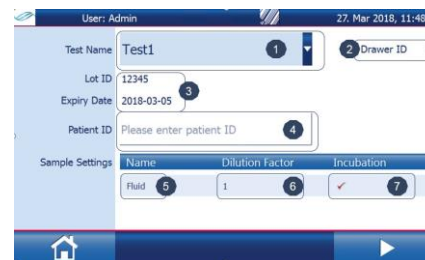 User: Admin 27. Mar 2018, 11:48
Test Name Test1 1 2 Drawer ID
Lot ID 12345
3
Expiry Date 2018-03-05
Patient ID Please enter patient ID 4
Sample Settings Name Dilution Factor Incubation
Fluid 5 1 6 7